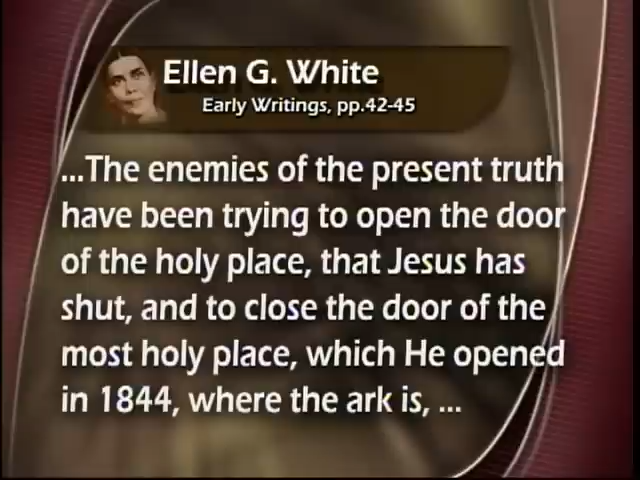 Ellen G. White
Early Writings, pp.42-45
...The enemies of the present truth
have been trying to open the door
of the holy place, that Jesus has
shut, and to close the door of the
most holy place, which He opened
in 1844, where the ark is, ...